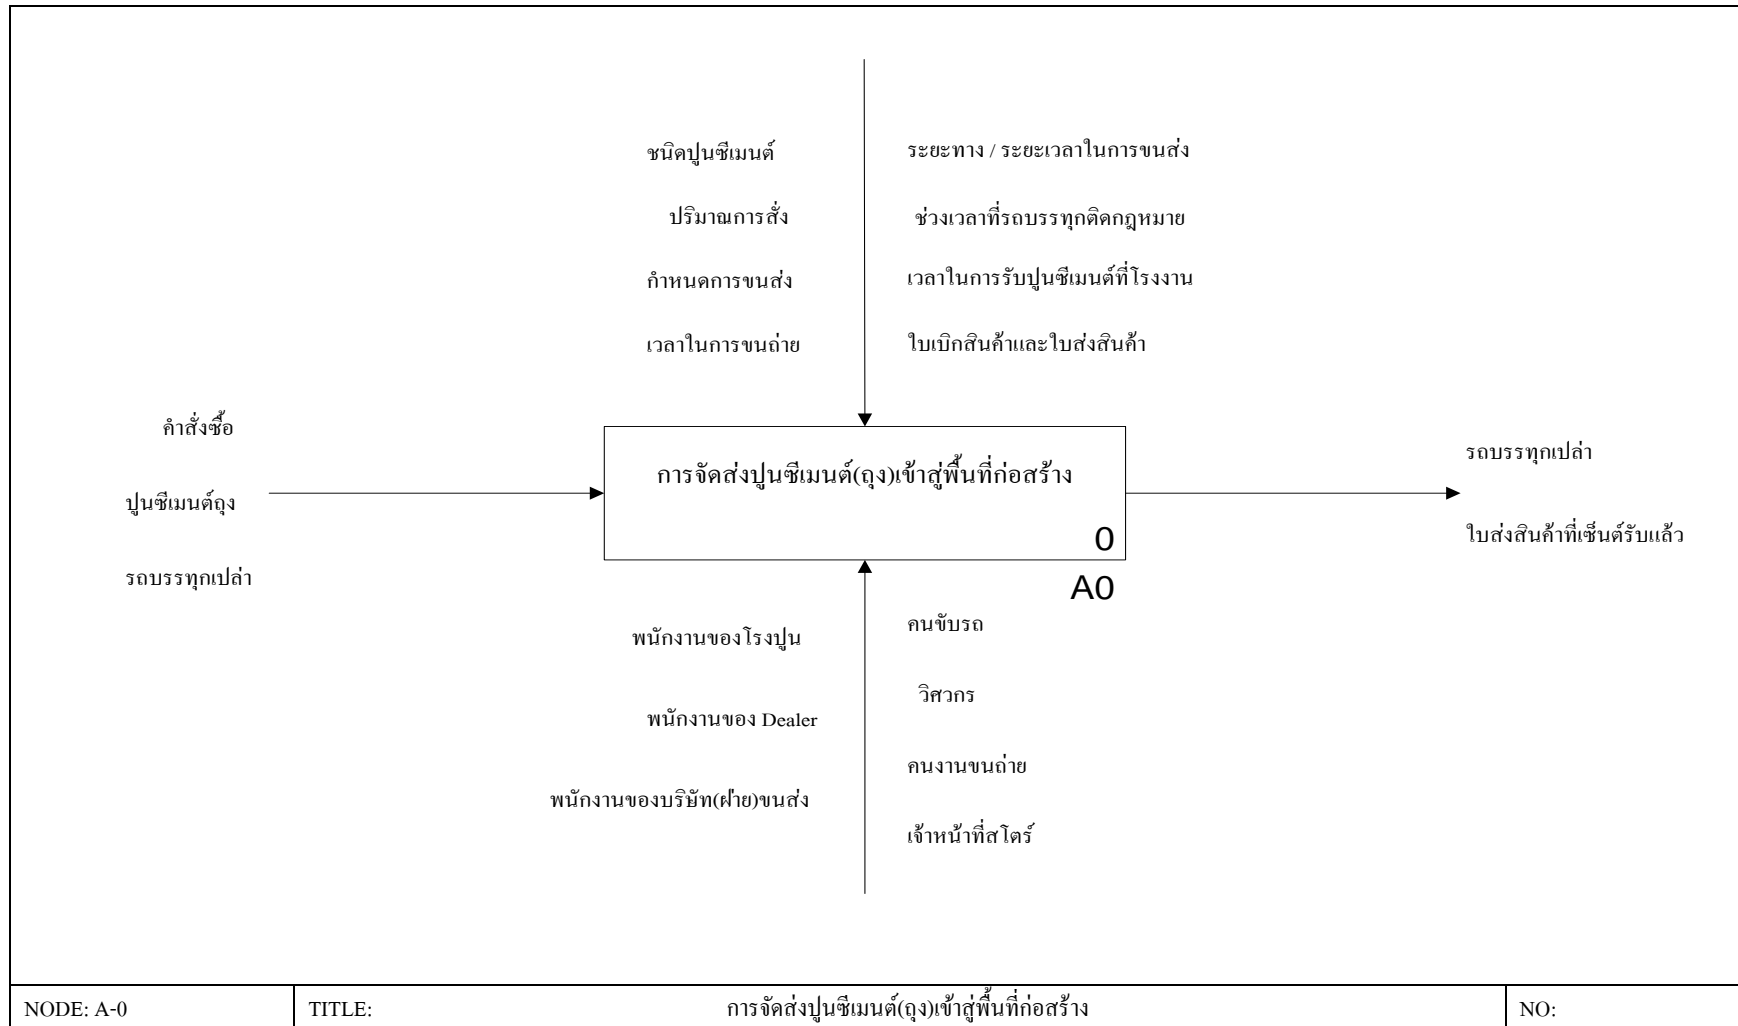 ชนิดปูนซีเมนต์
ระยะทาง / ระยะเวลาในการขนส่ง
ปริมาณการสั่ง
ช่วงเวลาที่รถบรรทุกติดกฎหมาย
กำหนดการขนส่ง
เวลาในการรับปูนซีเมนต์ที่โรงงาน
เวลาในการขนถ่าย
ใบเบิกสินค้าและใบส่งสินค้า
คำสั่งซื้อ
ปูนซีเมนต์ถุง
รถบรรทุกเปล่า
การจัดส่งปูนซีเมนต์(ถุง)เข้าสู่พื้นที่ก่อสร้าง
0
A0
รถบรรทุกเปล่า
ใบส่งสินค้าที่เซ็นต์รับแล้ว
พนักงานของโรงปูน
คนขับรถ
พนักงานของ Dealer
วิศวกร
พนักงานของบริษัท(ฝ่าย)ขนส่ง
คนงานขนถ่าย
เจ้าหน้าที่สโตร์
NODE: A-0
TITLE:
การจัดส่งปูนซีเมนต์(ถุง)เข้าสู่พื้นที่ก่อสร้าง
NO: